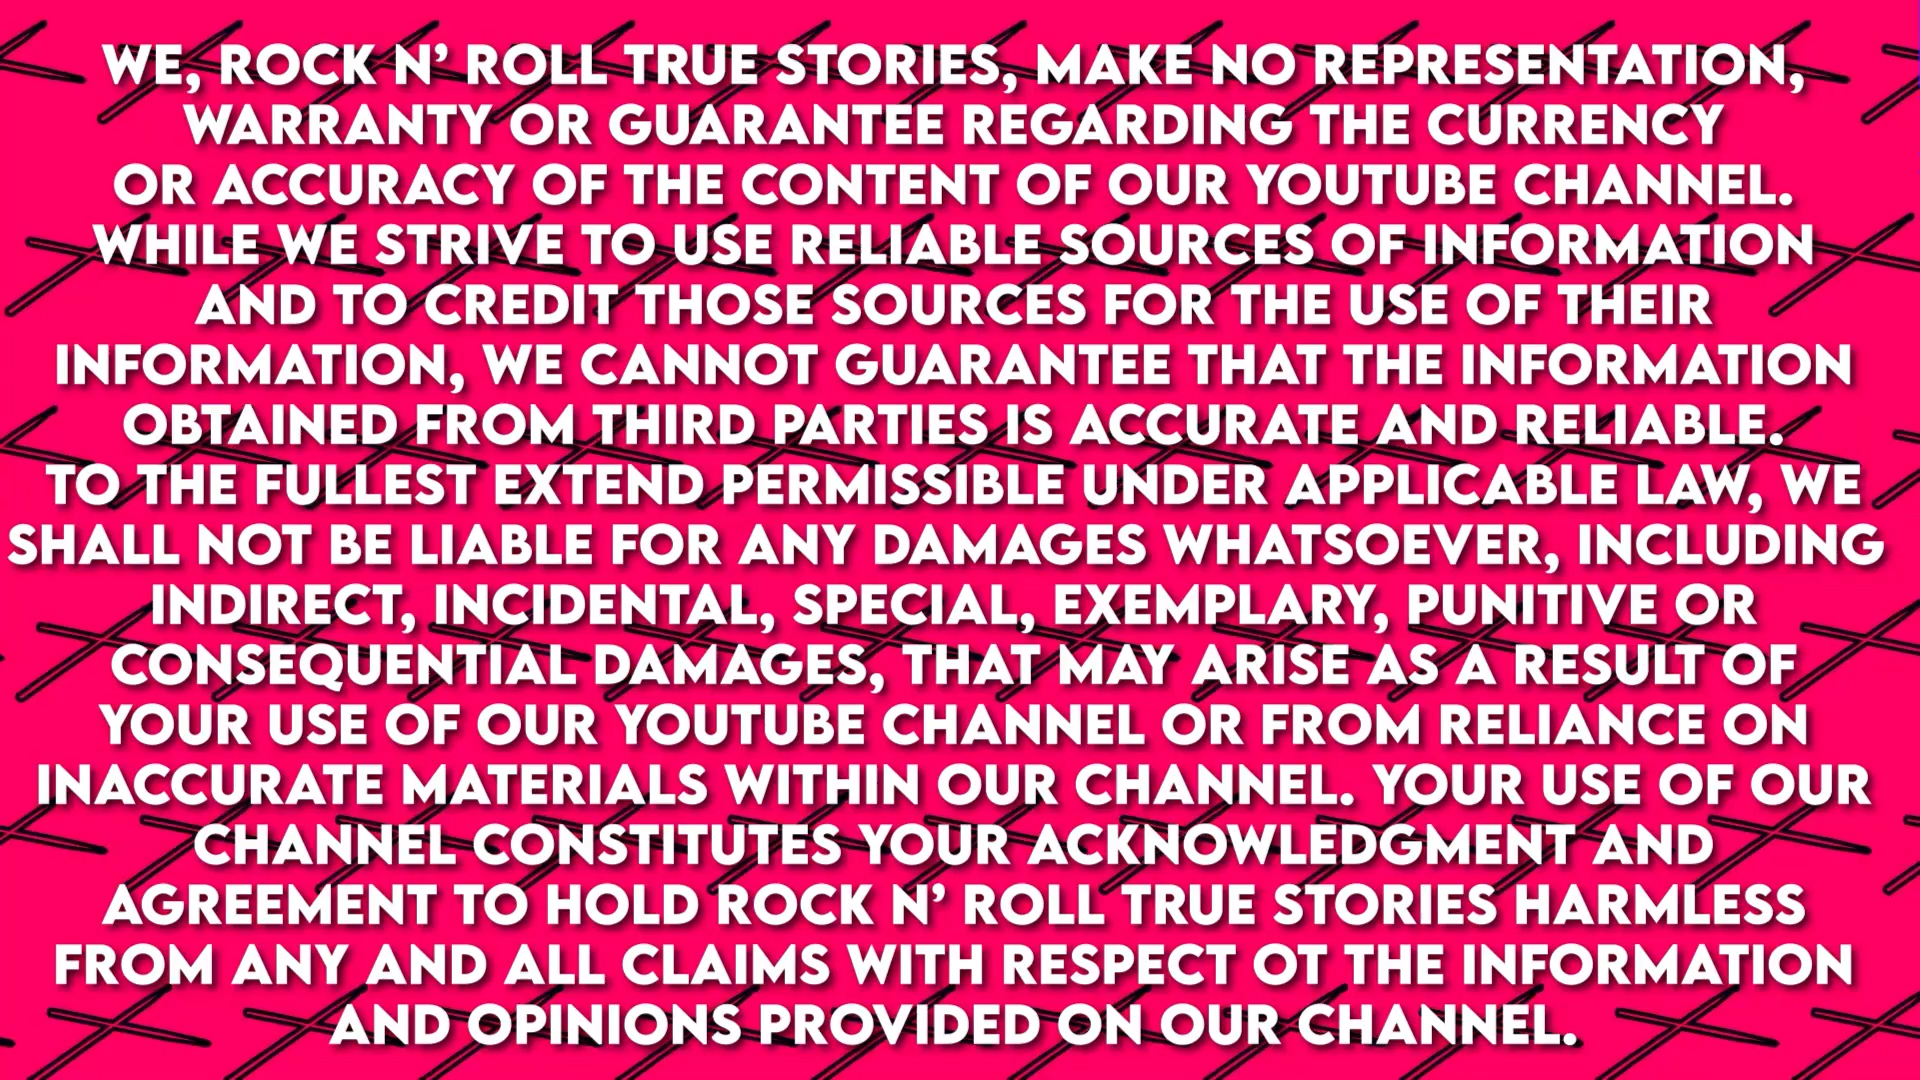 WE, ROCK N’ ROLL TRUE STORIES, MAKE NO REPRESENTATION,
WARRANTY OR GUARANTEE REGARDING THE CURRENCY
OR ACCURACY OF THE CONTENT OF OUR YOUTUBE CHANNEL.
WHILE WE STRIVE TO USE RELIABLE SOURCES OF INFORMATION
AND TO CREDIT THOSE SOURCES FOR THE USE OF THEIR
INFORMATION, WE CANNOT GUARANTEE THAT THE INFORMATION
OBTAINED FROM THIRD PARTIES IS ACCURATE AND RELIABLE.
TO THE FULLEST EXTEND PERMISSIBLE UNDER APPLICABLE LAW, WE
SHALL NOT BE LIABLE FOR ANY DAMAGES WHATSOEVER, INCLUDING
INDIRECT, INCIDENTAL, SPECIAL, EXEMPLARY, PUNITIVE OR
CONSEQUENTIAL DAMAGES, THAT MAY ARISE AS A RESULT OF
YOUR USE OF OUR YOUTUBE CHANNEL OR FROM RELIANCE ON
INACCURATE MATERIALS WITHIN OUR CHANNEL. YOUR USE OF OUR
CHANNEL CONSTITUTES YOUR ACKNOWLEDGMENT AND
AGREEMENT TO HOLD ROCK N’ ROLL TRUE STORIES HARMLESS
FROM ANY AND ALL CLAIMS WITH RESPECT OT THE INFORMATION
AND OPINIONS PROVIDED ON OUR CHANNEL.